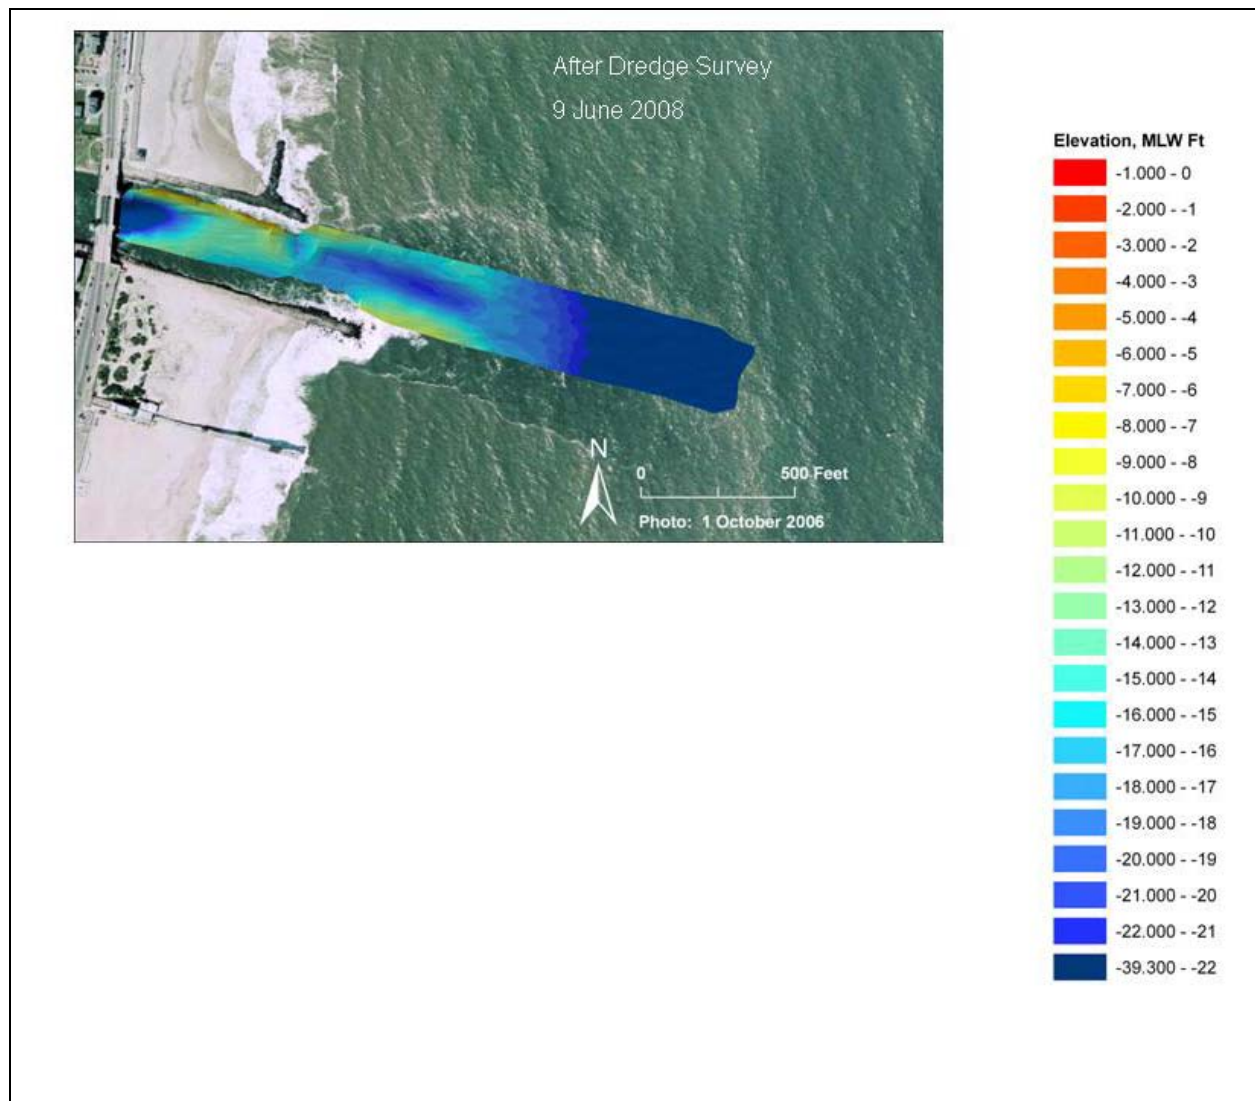 After Dredge Survey
9 June 2008
N
0 500 Feet
Photo: 1 October 2006
Elevation, MLW Ft
-1.000 - 0
-2.000 - -1
-3.000 - -2
-4.000 - -3
-5.000 - -4
-6.000 - -5
-7.000 - -6
-8.000 - -7
-9.000 - -8
-10.000 - -9
-11.000 - -10
-12.000 - -11
-13.000 - -12
-14.000 - -13
-15.000 - -14
-16.000 - -15
-17.000 - -16
-18.000 - -17
-19.000 - -18
-20.000 - -19
-21.000 - -20
-22.000 - -21
-39.300 - -22